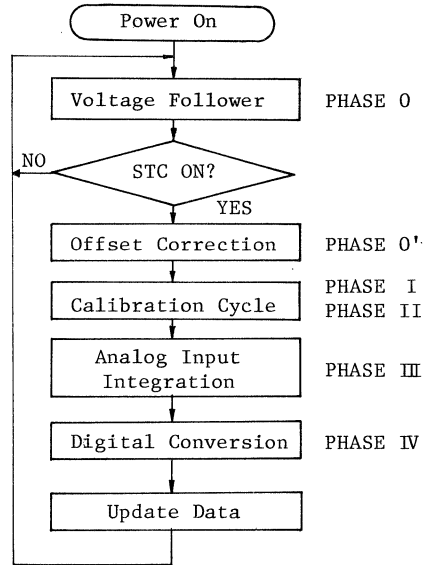 Power On
Voltage Follower PHASE 0
STC ON?
NO
YES
Offset Correction PHASE 0'
Calibration Cycle PHASE I
PHASE II
Analog Input
Integration PHASE III
Digital Conversion PHASE IV
Update Data